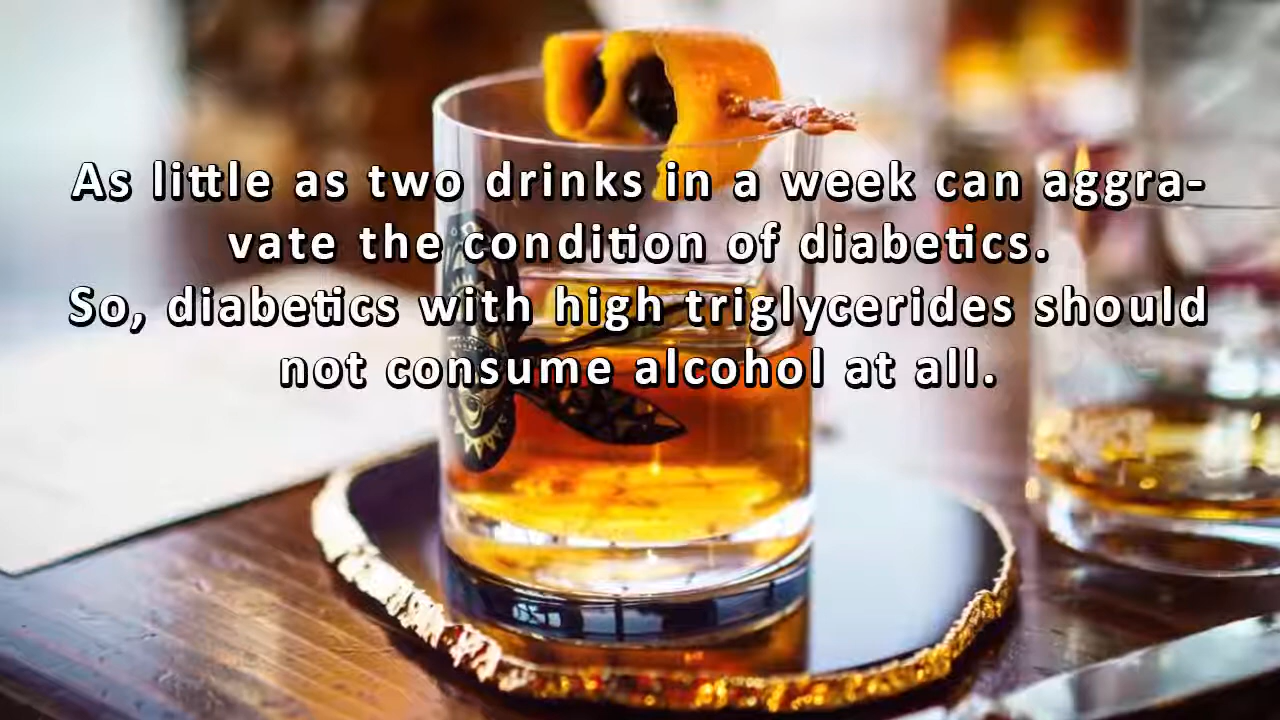 As little as two drinks in a week can aggra-
vate the condition of diabetics.
So, diabetics with high triglycerides should
not consume alcohol at all.